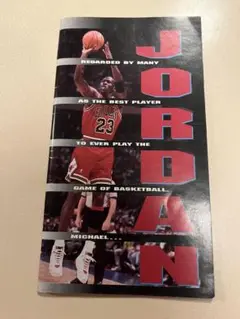 REGARDED BY MANY
AS THE BEST PLAYER
23
TO EVER PLAY THE
GAME OF BASKETBALL...
MICHAEL...
JORDAN